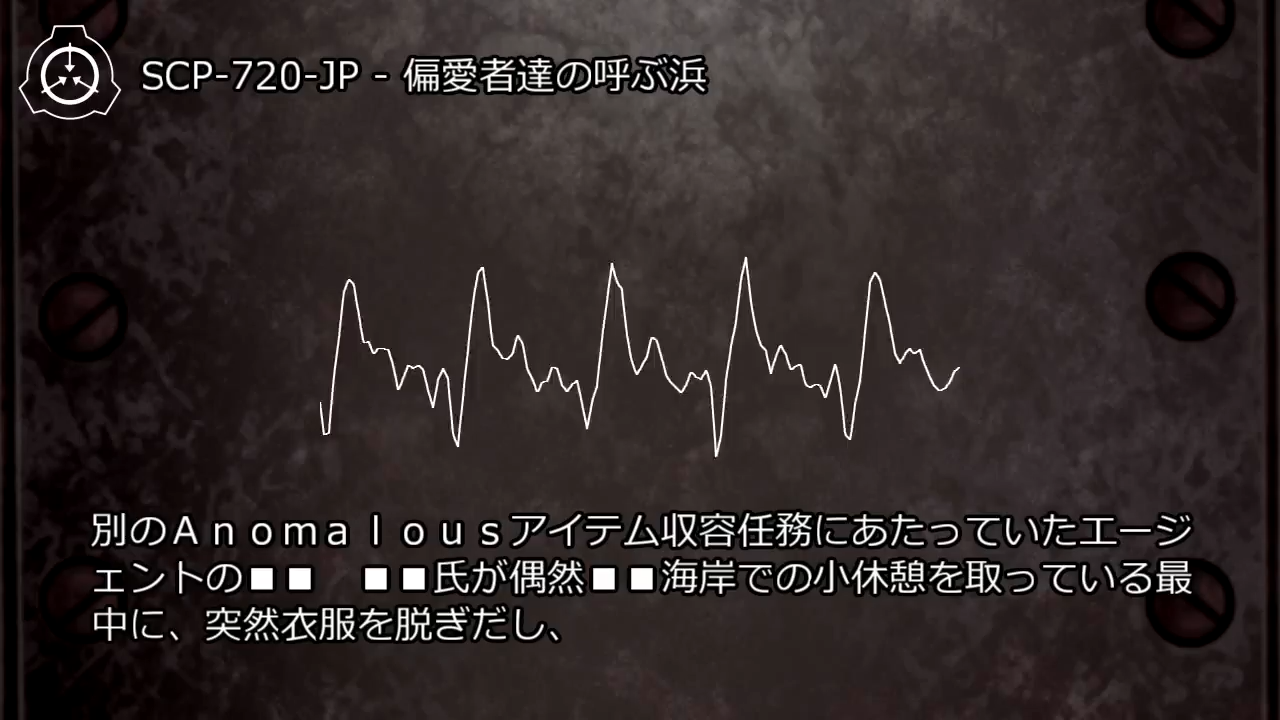 SCP-720-JP - 偏愛者達の呼ぶ浜
別のＡｎｏｍａｌｏｕｓアイテム収容任務にあたっていたエージ
ェントの■■　■■氏が偶然■■海岸での小休憩を取っている最
中に、突然衣服を脱ぎだし、